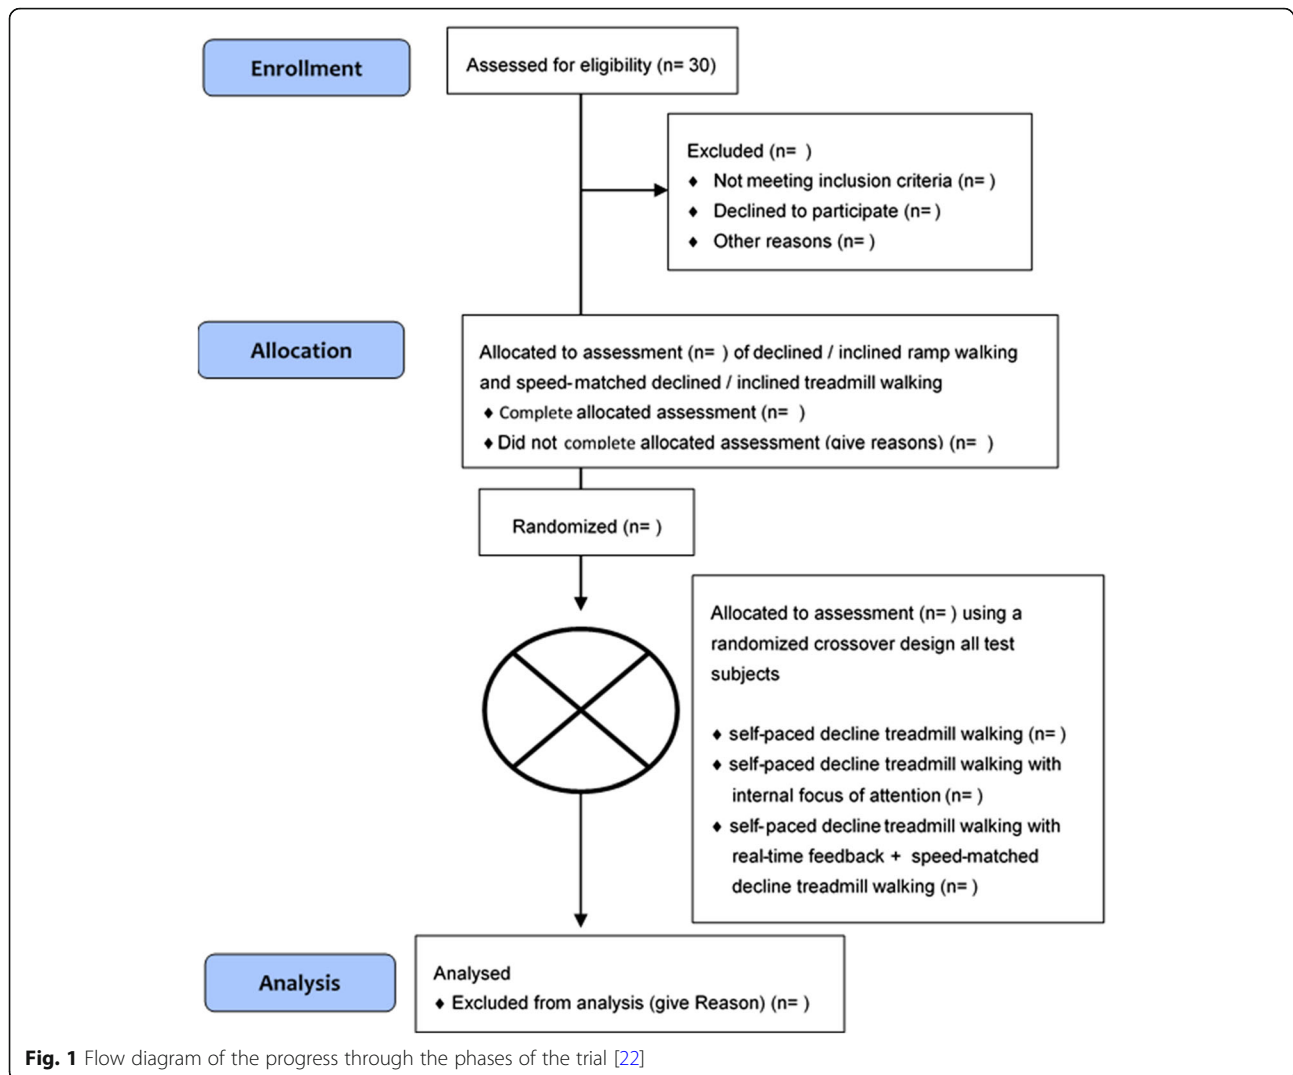 Enrollment
Assessed for eligibility (n= 30)
Excluded (n= )
♦ Not meeting inclusion criteria (n= )
♦ Declined to participate (n= )
♦ Other reasons (n= )
Allocation
Allocated to assessment (n= ) of declined / inclined ramp walking
and speed-matched declined / inclined treadmill walking
♦ Complete allocated assessment (n= )
♦ Did not complete allocated assessment (give reasons) (n= )
Randomized (n= )
Allocated to assessment (n= ) using a
randomized crossover design all test
subjects
♦ self-paced decline treadmill walking (n= )
♦ self-paced decline treadmill walking with
internal focus of attention (n= )
♦ self-paced decline treadmill walking with
real-time feedback + speed-matched
decline treadmill walking (n= )
Analysis
Analysed
♦ Excluded from analysis (give Reason) (n= )
Fig. 1 Flow diagram of the progress through the phases of the trial [22]